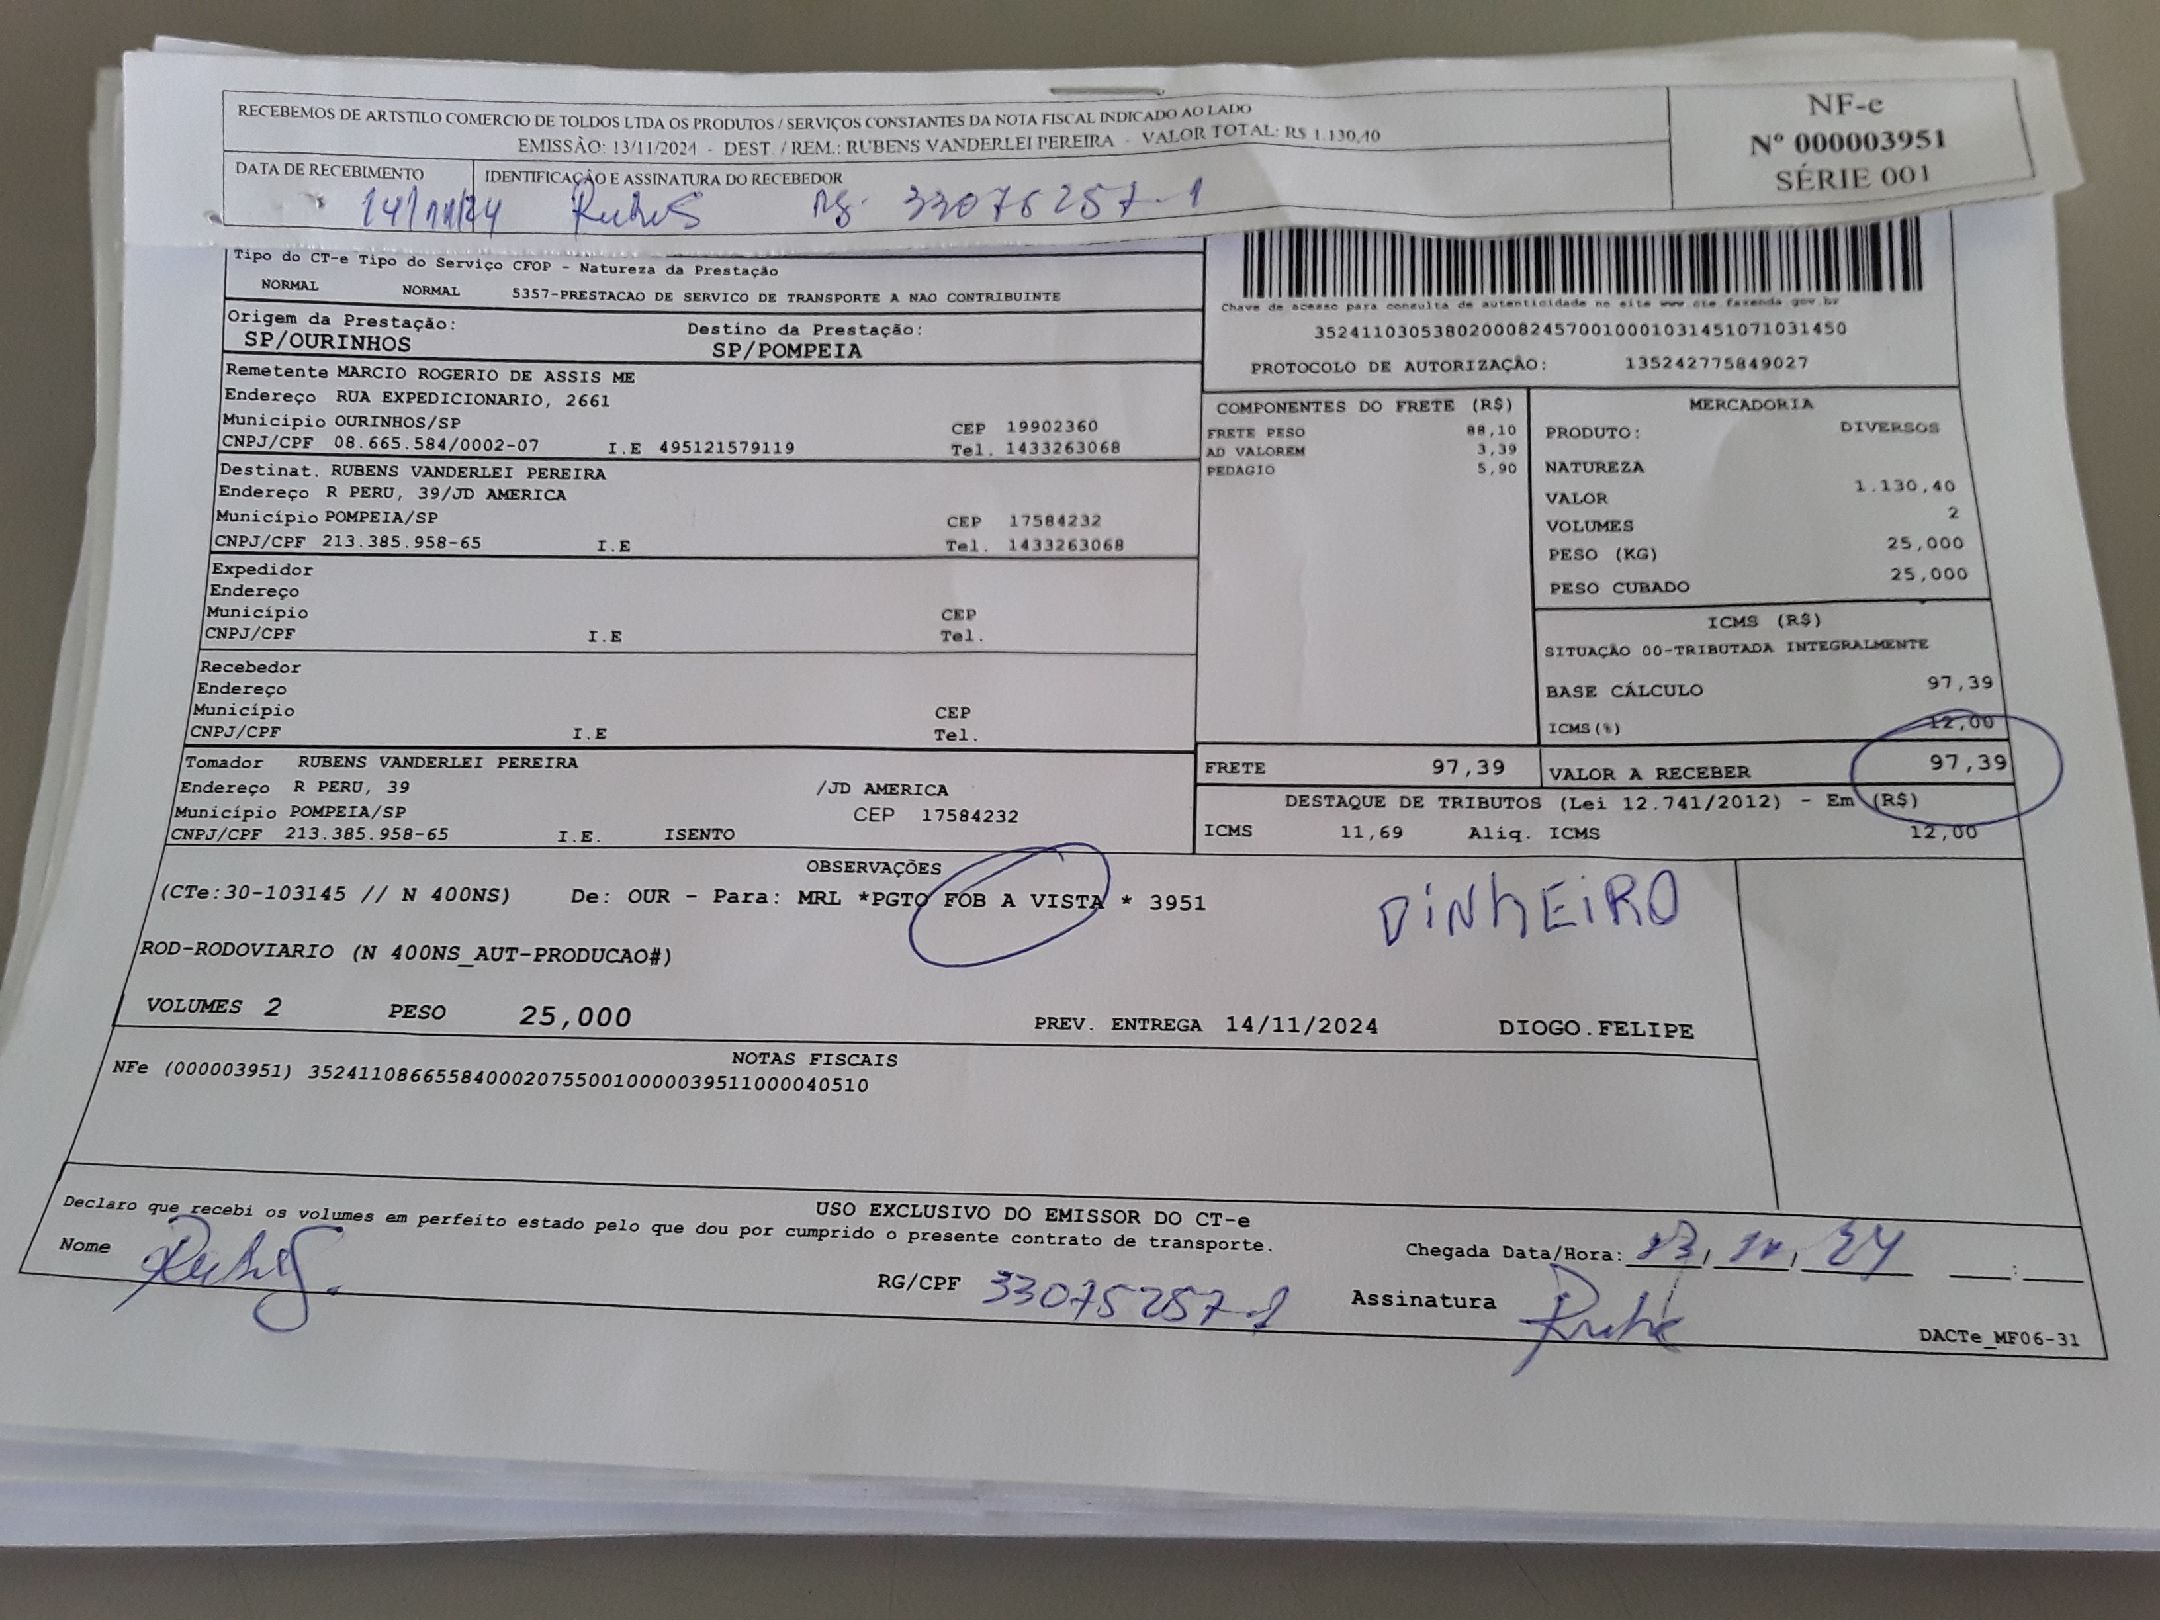 RECEBEMOS DE ARTSTILO COMERCIO DE TOLDOS LTDA OS PRODUTOS / SERVIÇOS CONSTANTES DA NOTA FISCAL INDICADO AO LADO
EMISSÃO: 13/11/2024 - DEST. / REM.: RUBENS VANDERLEI PEREIRA - VALOR TOTAL: R$ 1.130,40
NF-e
Nº 000003951
SÉRIE 001
DATA DE RECEBIMENTO IDENTIFICAÇÃO E ASSINATURA DO RECEBEDOR
14/11/24 Rubens RG. 33076257-1
Tipo do CT-e Tipo do Serviço CFOP - Natureza da Prestação
NORMAL NORMAL 5357-PRESTACAO DE SERVICO DE TRANSPORTE A NAO CONTRIBUINTE
Origem da Prestação: Destino da Prestação:
SP/OURINHOS SP/POMPEIA
Chave de acesso para consulta de autenticidade no site www.cte.fazenda.gov.br
35241103053802000824570010001031451071031450
PROTOCOLO DE AUTORIZAÇÃO: 135242775849027
Remetente MARCIO ROGERIO DE ASSIS ME
Endereço RUA EXPEDICIONARIO, 2661
Município OURINHOS/SP CEP 19902360
CNPJ/CPF 08.665.584/0002-07 I.E 495121579119 Tel. 1433263068
Destinat. RUBENS VANDERLEI PEREIRA
Endereço R PERU, 39/JD AMERICA
Município POMPEIA/SP CEP 17584232
CNPJ/CPF 213.385.958-65 I.E Tel. 1433263068
Expedidor
Endereço
Município CEP
CNPJ/CPF I.E Tel.
Recebedor
Endereço
Município CEP
CNPJ/CPF I.E Tel.
Tomador RUBENS VANDERLEI PEREIRA
Endereço R PERU, 39 /JD AMERICA
Município POMPEIA/SP CEP 17584232
CNPJ/CPF 213.385.958-65 I.E. ISENTO
COMPONENTES DO FRETE (R$)
FRETE PESO 88,10
AD VALOREM 3,39
PEDAGIO 5,90
MERCADORIA
PRODUTO: DIVERSOS
NATUREZA
VALOR 1.130,40
VOLUMES 2
PESO (KG) 25,000
PESO CUBADO 25,000
ICMS (R$)
SITUAÇÃO 00-TRIBUTADA INTEGRALMENTE
BASE CÁLCULO 97,39
ICMS(%) 12,00
FRETE 97,39 VALOR A RECEBER 97,39
DESTAQUE DE TRIBUTOS (Lei 12.741/2012) - Em (R$)
ICMS 11,69 Aliq. ICMS 12,00
OBSERVAÇÕES
(CTe:30-103145 // N 400NS) De: OUR - Para: MRL *PGTO FOB A VISTA * 3951
DINHEIRO
ROD-RODOVIARIO (N 400NS_AUT-PRODUCAO#)
VOLUMES 2 PESO 25,000 PREV. ENTREGA 14/11/2024 DIOGO.FELIPE
NOTAS FISCAIS
NFe (000003951) 35241108665584000207550010000039511000040510
USO EXCLUSIVO DO EMISSOR DO CT-e
Declaro que recebi os volumes em perfeito estado pelo que dou por cumprido o presente contrato de transporte.
Nome Rubens RG/CPF 33075257-1
Chegada Data/Hora: 13, 11, 24 :
Assinatura
DACTe_MF06-31